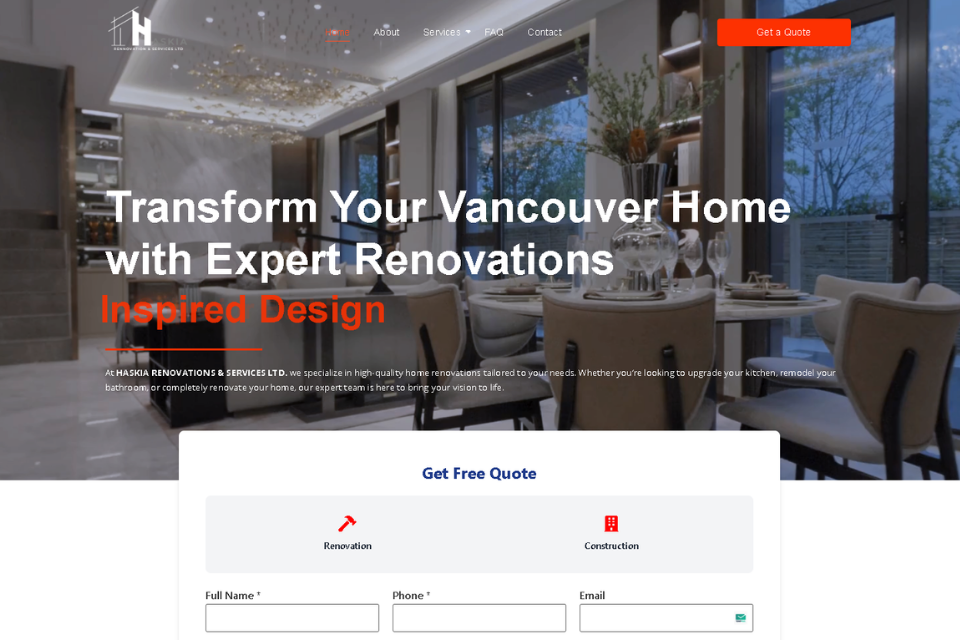 H
RENNOVATION & SERVICES LTD
Home
About
Services
FAQ
Contact
Get a Quote
Transform Your Vancouver Home
with Expert Renovations
Inspired Design
At HASKIA RENOVATIONS & SERVICES LTD. we specialize in high-quality home renovations tailored to your needs. Whether you're looking to upgrade your kitchen, remodel your
bathroom, or completely renovate your home, our expert team is here to bring your vision to life.
Get Free Quote
Renovation
Construction
Full Name *
Phone *
Email